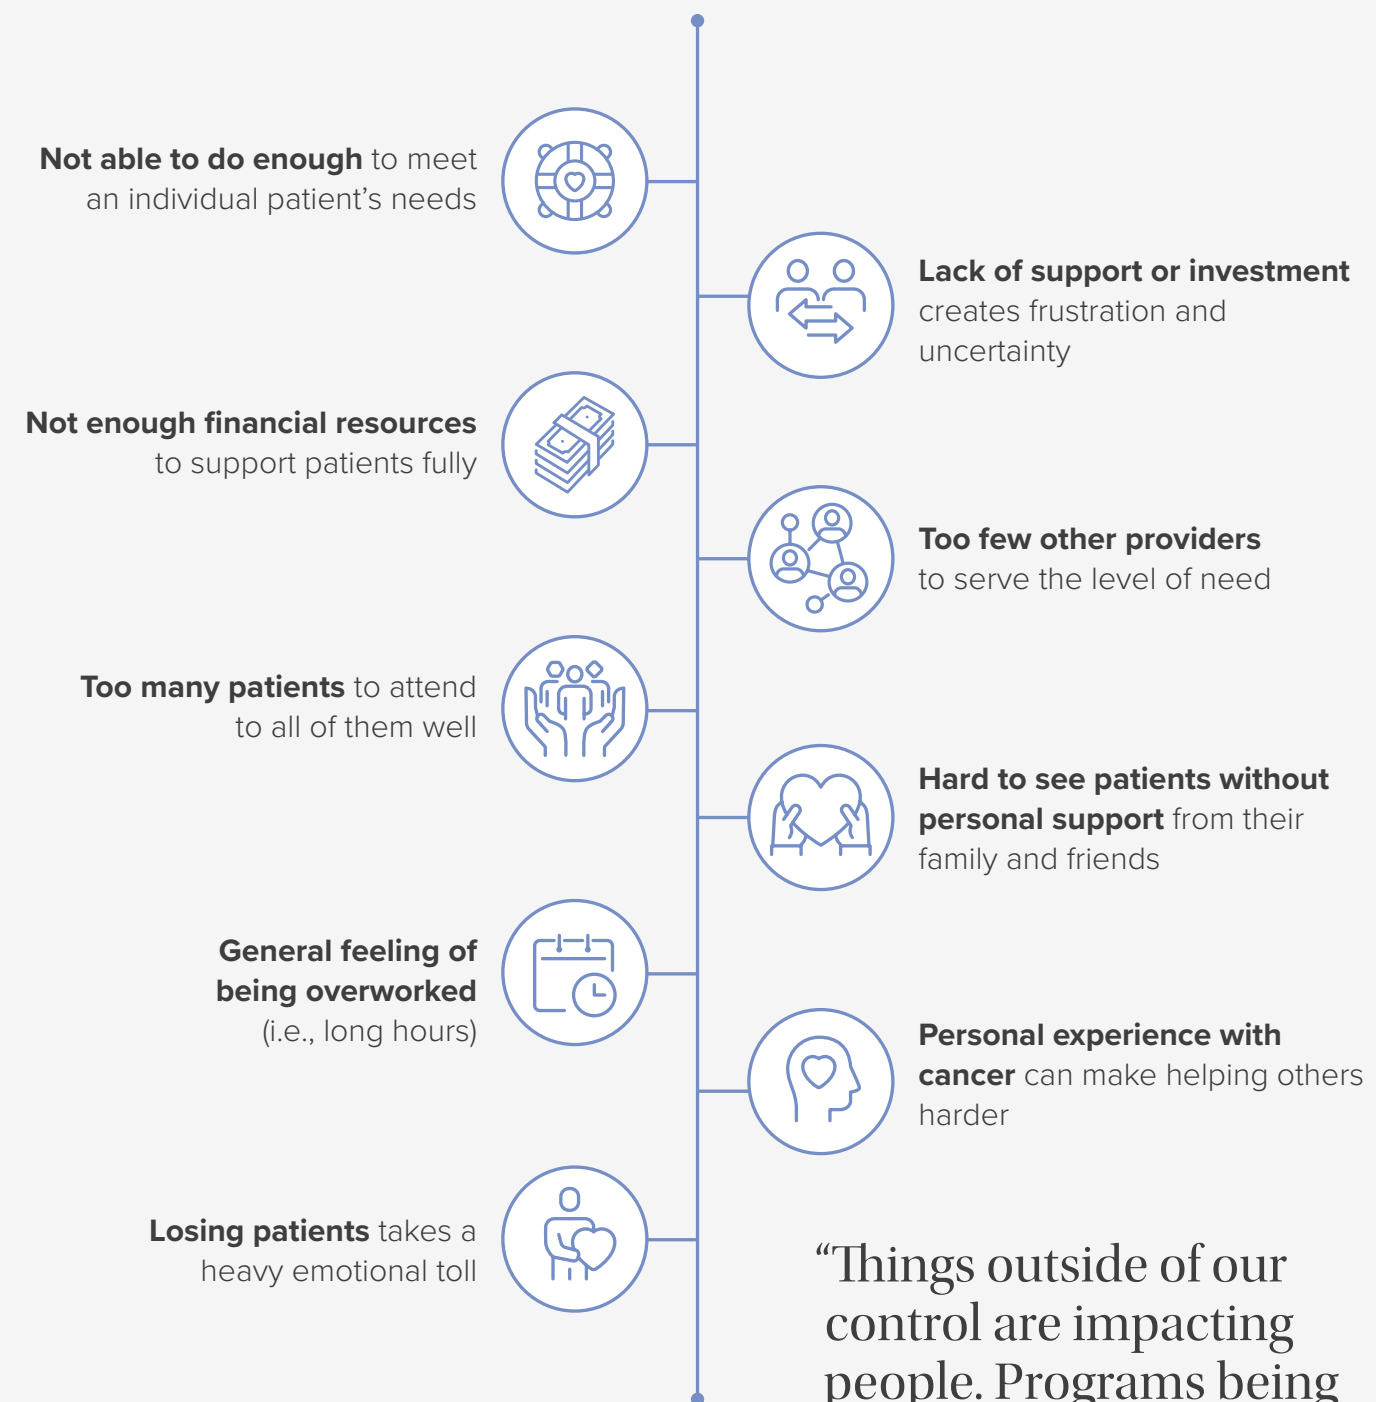 Not able to do enough to meet
an individual patient’s needs
Lack of support or investment
creates frustration and
uncertainty
Not enough financial resources
to support patients fully
Too few other providers
to serve the level of need
Too many patients to attend
to all of them well
Hard to see patients without
personal support from their
family and friends
General feeling of
being overworked
(i.e., long hours)
Personal experience with
cancer can make helping others
harder
Losing patients takes a
heavy emotional toll
“Things outside of our
control are impacting
people. Programs being